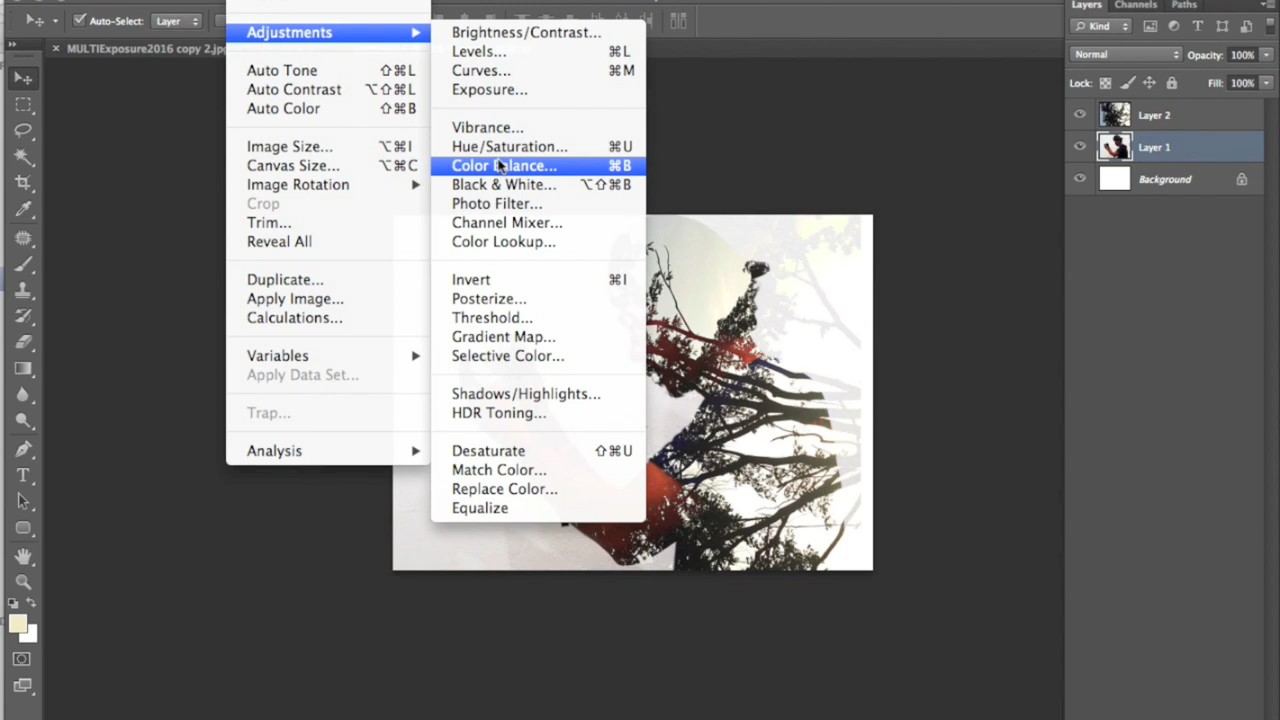 Auto-Select: Layer
MULTIExposure2016 copy 2.jp
Adjustments
Auto Tone ⇧⌘L
Auto Contrast ⌥⇧⌘L
Auto Color ⇧⌘B
Image Size... ⌥⌘I
Canvas Size... ⌥⌘C
Image Rotation
Crop
Trim...
Reveal All
Duplicate...
Apply Image...
Calculations...
Variables
Apply Data Set...
Trap...
Analysis
Brightness/Contrast...
Levels... ⌘L
Curves... ⌘M
Exposure...
Vibrance...
Hue/Saturation... ⌘U
Color Balance... ⌘B
Black & White... ⌥⇧⌘B
Photo Filter...
Channel Mixer...
Color Lookup...
Invert ⌘I
Posterize...
Threshold...
Gradient Map...
Selective Color...
Shadows/Highlights...
HDR Toning...
Desaturate ⇧⌘U
Match Color...
Replace Color...
Equalize
Layers Channels Paths
Kind
Normal Opacity: 100%
Lock: Fill: 100%
Layer 2
Layer 1
Background